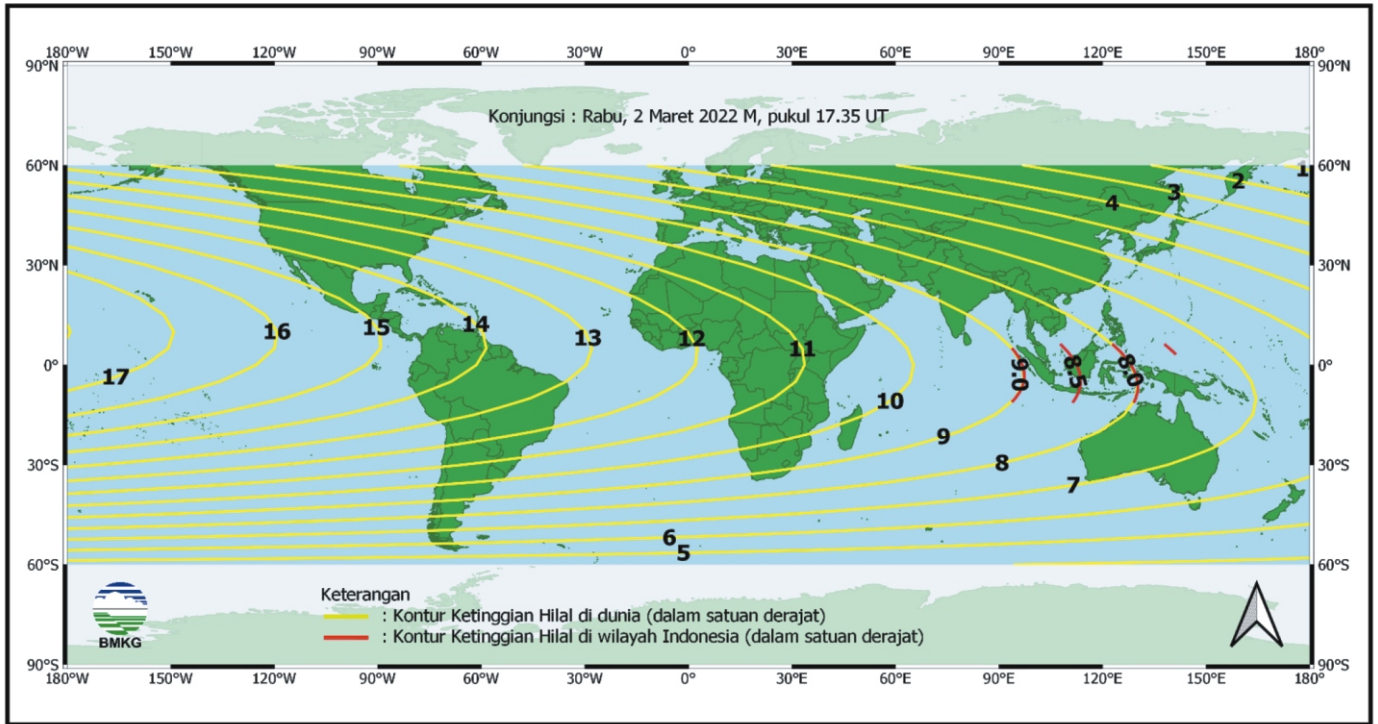 180°W 150°W 120°W 90°W 60°W 30°W 0° 30°E 60°E 90°E 120°E 150°E 180°
90°N 90°N
Konjungsi : Rabu, 2 Maret 2022 M, pukul 17.35 UT
60°N 1 60°N
2
3
4
30°N 30°N
14
15
16 13 12
11
0° 9.0 8.5 8.0 0°
17
10
9
8
30°S 30°S
7
6
5
60°S 60°S
Keterangan
: Kontur Ketinggian Hilal di dunia (dalam satuan derajat)
: Kontur Ketinggian Hilal di wilayah Indonesia (dalam satuan derajat)
BMKG
90°S 90°S
180°W 150°W 120°W 90°W 60°W 30°W 0° 30°E 60°E 90°E 120°E 150°E 180°